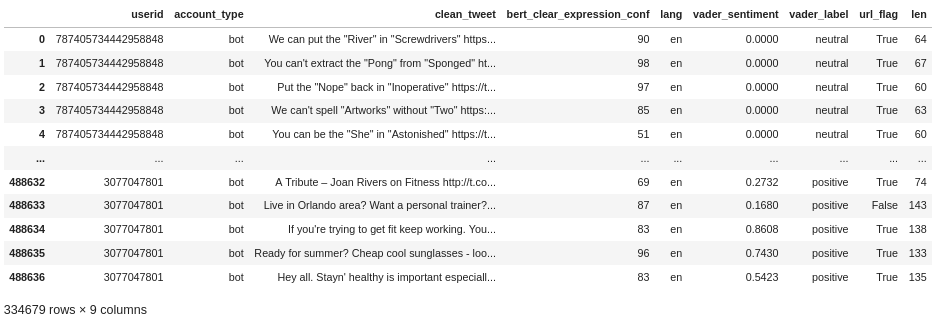 userid account_type clean_tweet bert_clear_expression_conf lang vader_sentiment vader_label url_flag len
0 787405734442958848 bot We can put the "River" in "Screwdrivers" https... 90 en 0.0000 neutral True 64
1 787405734442958848 bot You can't extract the "Pong" from "Sponged" ht... 98 en 0.0000 neutral True 67
2 787405734442958848 bot Put the "Nope" back in "Inoperative" https://t... 97 en 0.0000 neutral True 60
3 787405734442958848 bot We can't spell "Artworks" without "Two" https:... 85 en 0.0000 neutral True 63
4 787405734442958848 bot You can be the "She" in "Astonished" https://t... 51 en 0.0000 neutral True 60
... ... ... ... ... ... ... ... ... ...
488632 3077047801 bot A Tribute – Joan Rivers on Fitness http://t.co... 69 en 0.2732 positive True 74
488633 3077047801 bot Live in Orlando area? Want a personal trainer?... 87 en 0.1680 positive False 143
488634 3077047801 bot If you're trying to get fit keep working. You... 83 en 0.8608 positive True 138
488635 3077047801 bot Ready for summer? Cheap cool sunglasses - loo... 96 en 0.7430 positive True 133
488636 3077047801 bot Hey all. Stayn' healthy is important especiall... 83 en 0.5423 positive True 135
334679 rows × 9 columns